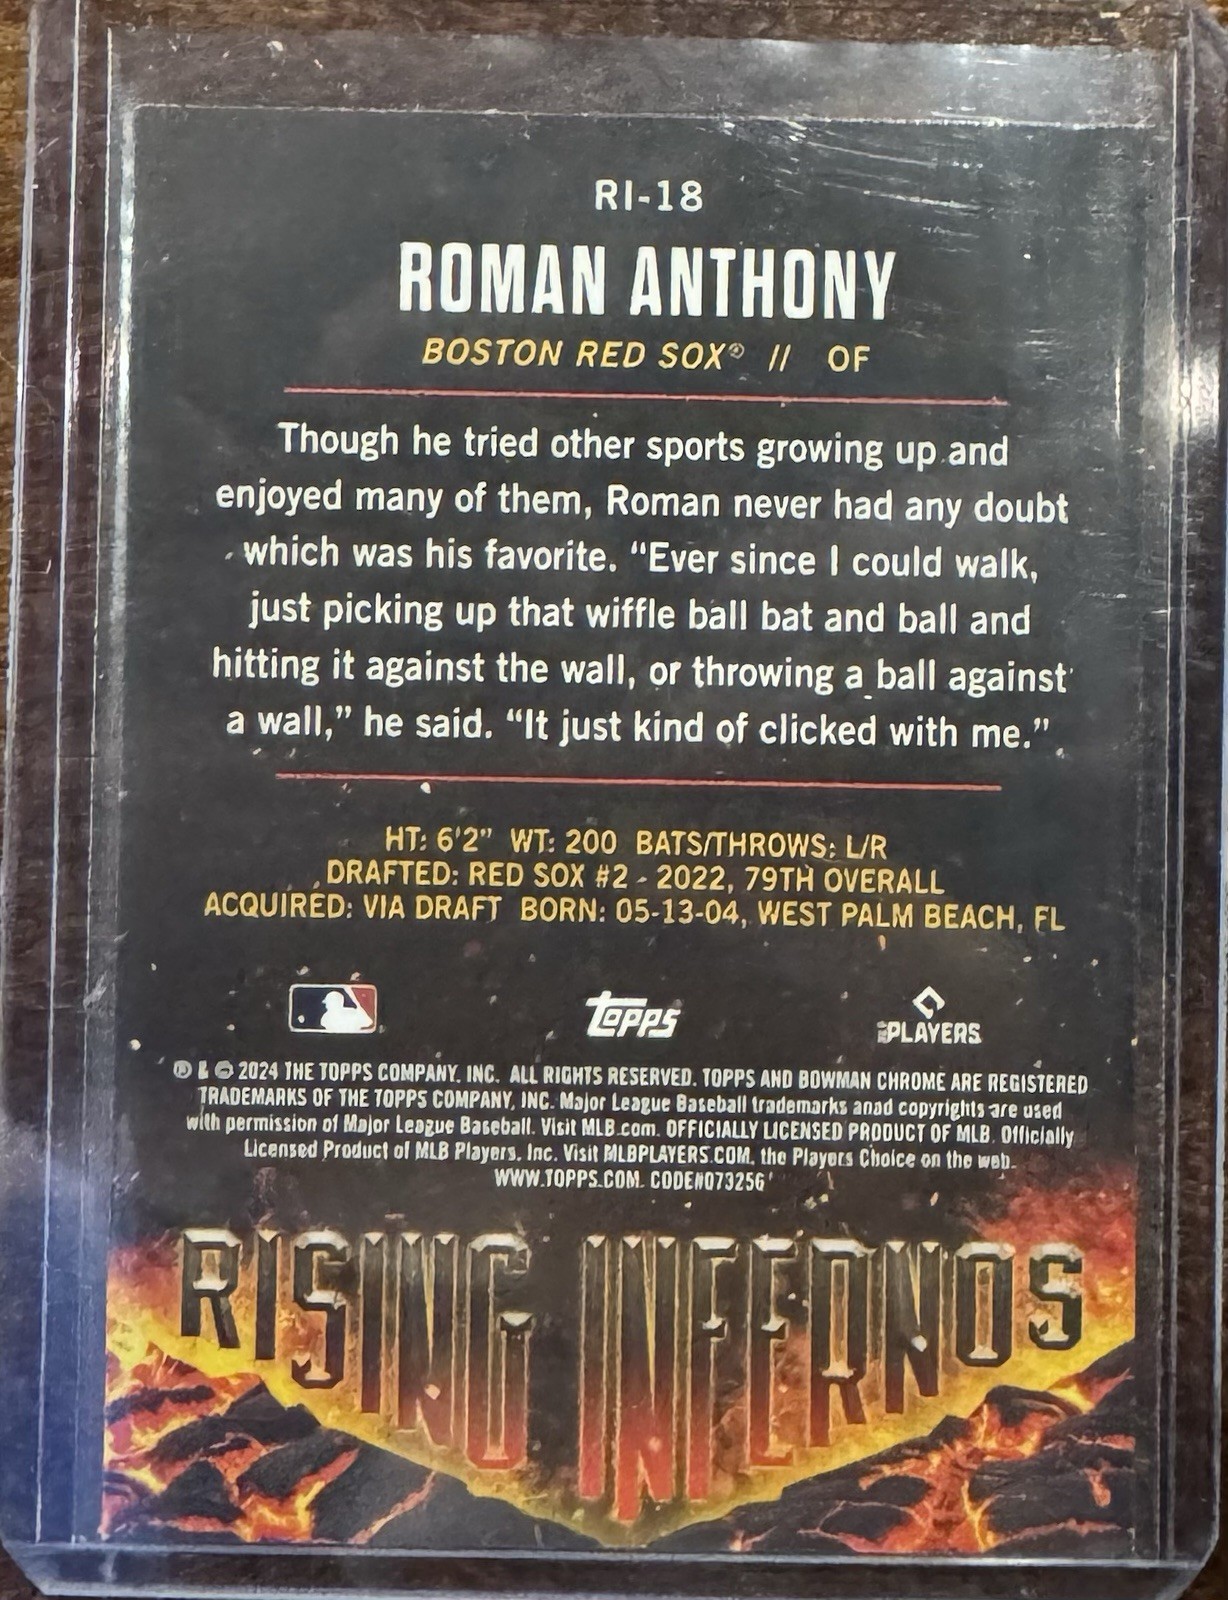 RI-18
ROMAN ANTHONY
BOSTON RED SOX® // OF
Though he tried other sports growing up and
enjoyed many of them, Roman never had any doubt
which was his favorite. “Ever since I could walk,
just picking up that wiffle ball bat and ball and
hitting it against the wall, or throwing a ball against
a wall,” he said. “It just kind of clicked with me.”
HT: 6'2" WT: 200 BATS/THROWS: L/R
DRAFTED: RED SOX #2 - 2022, 79TH OVERALL
ACQUIRED: VIA DRAFT BORN: 05-13-04, WEST PALM BEACH, FL
topps PLAYERS
℗ & © 2024 THE TOPPS COMPANY, INC. ALL RIGHTS RESERVED. TOPPS AND BOWMAN CHROME ARE REGISTERED
TRADEMARKS OF THE TOPPS COMPANY, INC. Major League Baseball trademarks anad copyrights are used
with permission of Major League Baseball. Visit MLB.com. OFFICIALLY LICENSED PRODUCT OF MLB. Officially
Licensed Product of MLB Players, Inc. Visit MLBPLAYERS.COM, the Players Choice on the web.
WWW.TOPPS.COM. CODE#073256
RISING INFERNOS